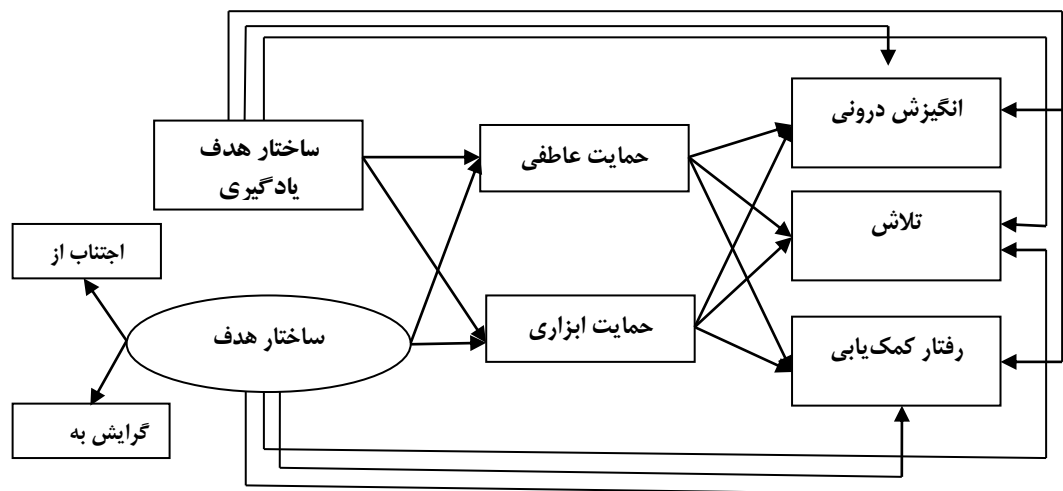 انگیزش درونی
ساختار هدف
یادگیری
حمایت عاطفی
تلاش
اجتناب از
ساختار هدف
حمایت ابزاری
رفتار کمک‌یابی
گرایش به